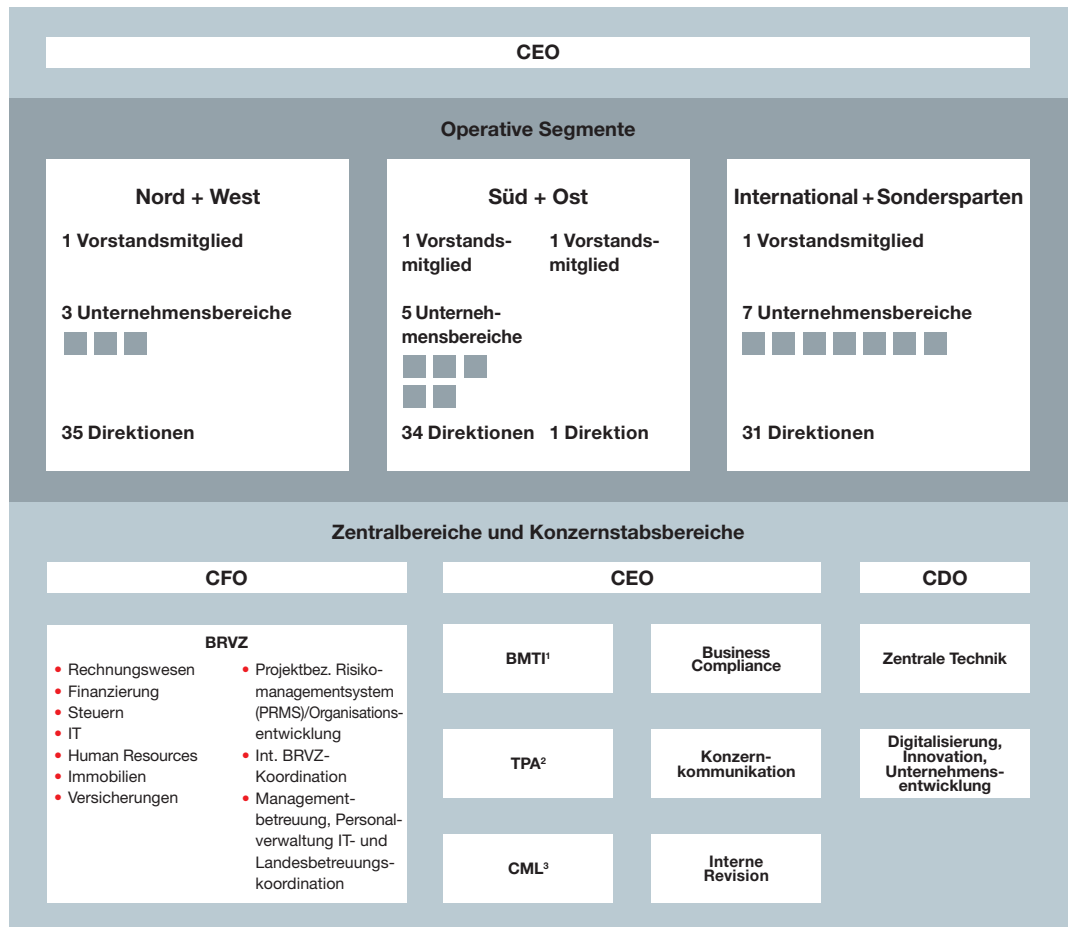 CEO
Operative Segmente
Nord + West
1 Vorstandsmitglied
3 Unternehmensbereiche
35 Direktionen
Süd + Ost
1 Vorstands-
mitglied
1 Vorstands-
mitglied
5 Unterneh-
mensbereiche
34 Direktionen
1 Direktion
International + Sondersparten
1 Vorstandsmitglied
7 Unternehmensbereiche
31 Direktionen
Zentralbereiche und Konzernstabsbereiche
CFO
BRVZ
• Rechnungswesen
• Finanzierung
• Steuern
• IT
• Human Resources
• Immobilien
• Versicherungen
• Projektbez. Risiko-
managementsystem
(PRMS)/Organisations-
entwicklung
• Int. BRVZ-
Koordination
• Management-
betreuung, Personal-
verwaltung IT- und
Landesbetreuungs-
koordination
CEO
BMTI¹
Business
Compliance
TPA²
Konzern-
kommunikation
CML³
Interne
Revision
CDO
Zentrale Technik
Digitalisierung,
Innovation,
Unternehmens-
entwicklung